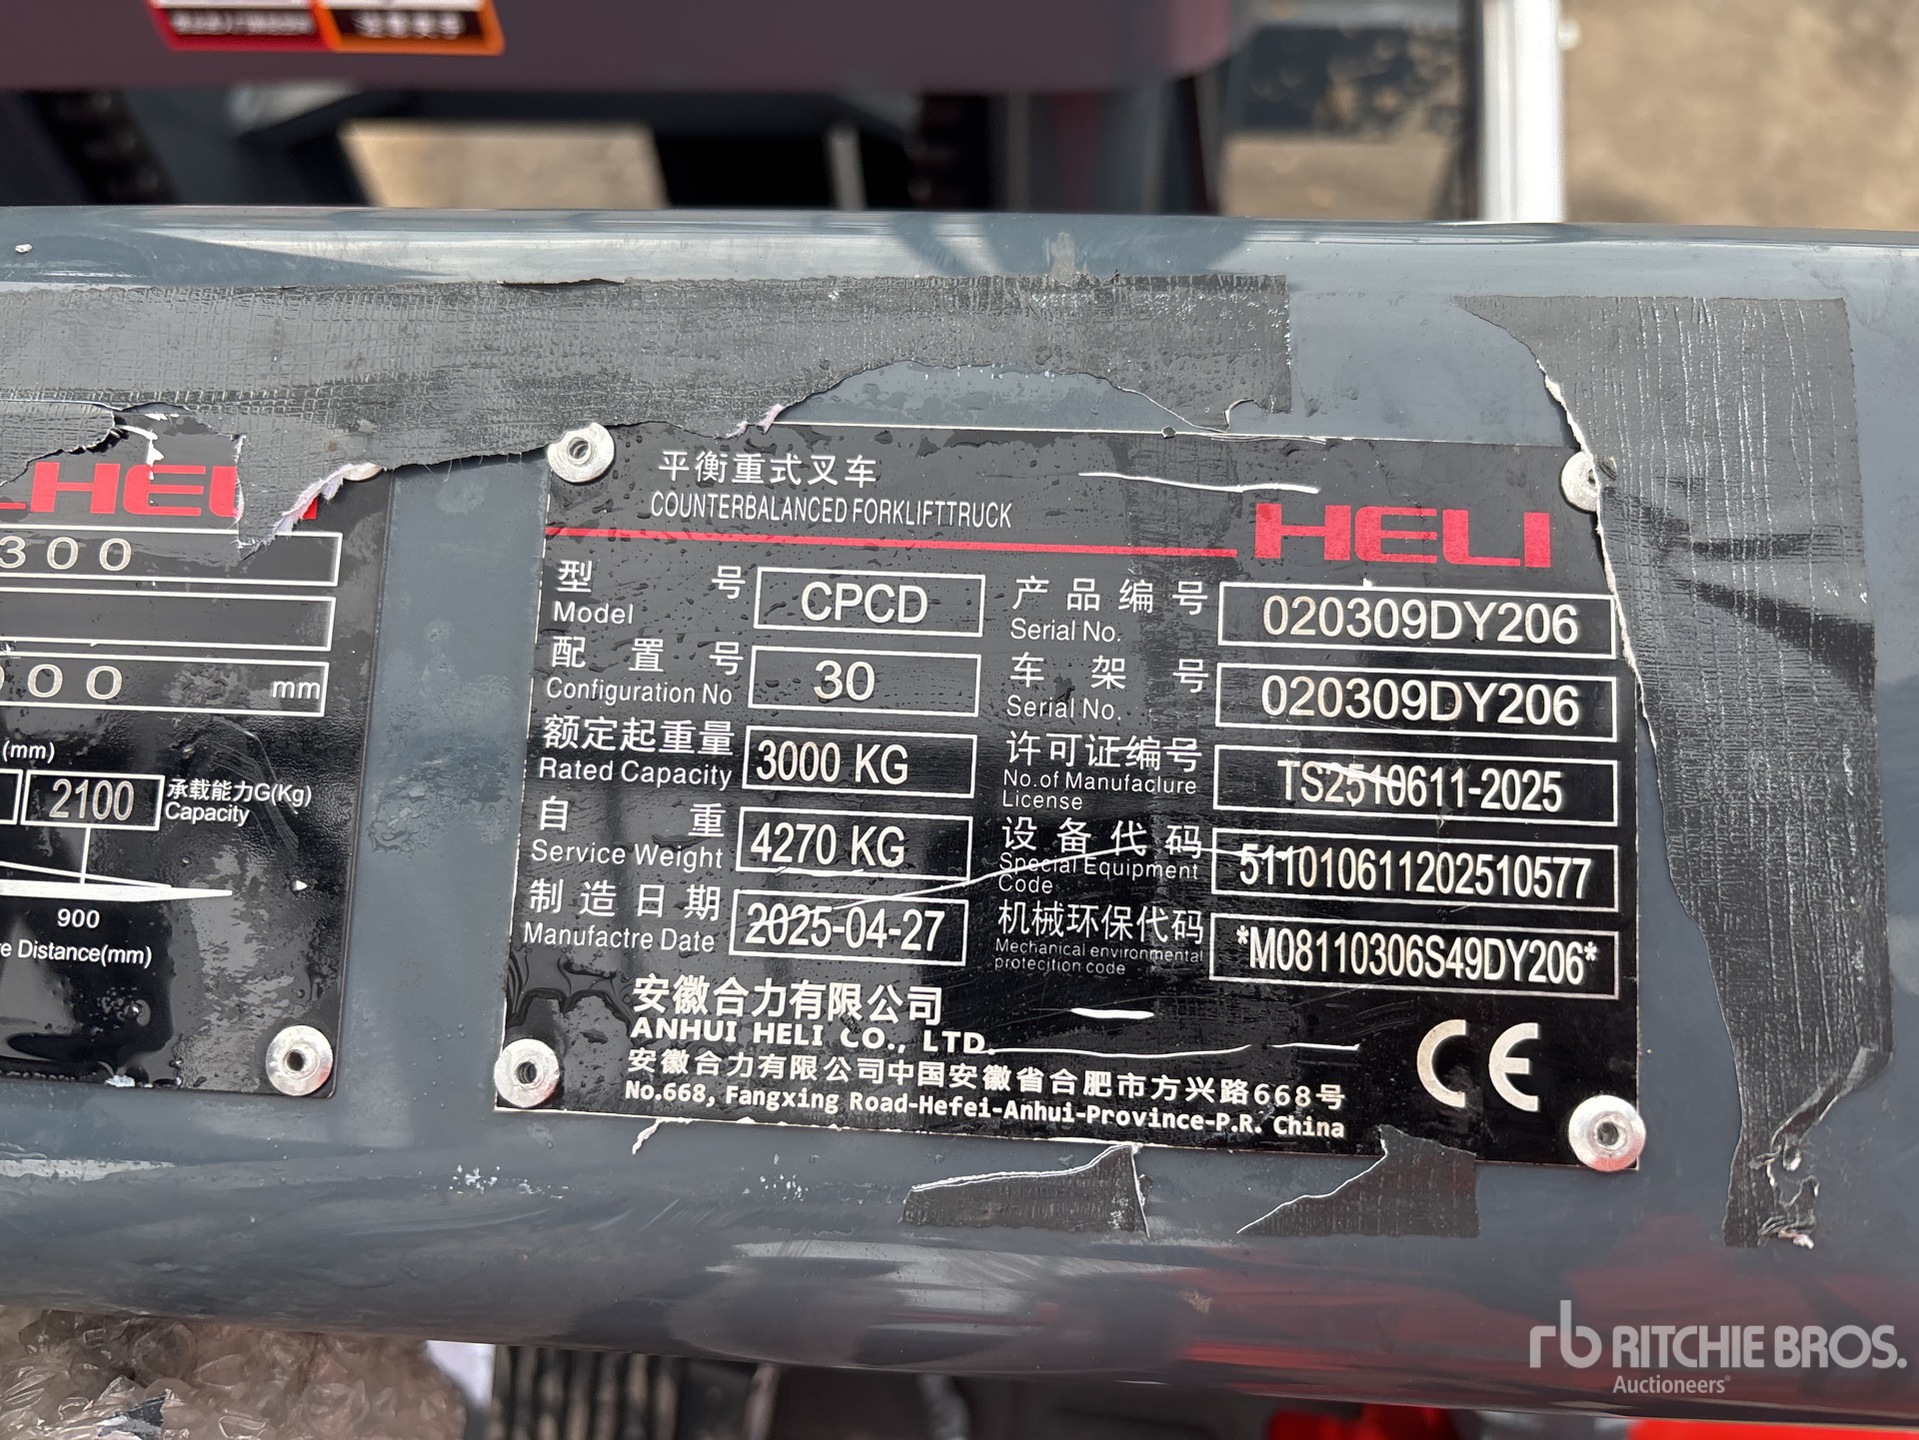 HELI
300
00 mm
(mm)
2100 承载能力G(Kg)
Capacity
900
e Distance(mm)
平衡重式叉车
COUNTERBALANCED FORKLIFTTRUCK
HELI
型 号 CPCD 产品编号 020309DY206
Model Serial No.
配置号 30 车架号 020309DY206
Configuration No Serial No.
额定起重量 3000 KG 许可证编号 TS2510611-2025
Rated Capacity No.of Manufaclure
License
自 重 4270 KG 设备代码 511010611202510577
Service Weight Special Equipment
Code
制造日期 2025-04-27 机械环保代码 *M08110306S49DY206*
Manufactre Date Mechanical environmental
protecition code
安徽合力有限公司
ANHUI HELI CO., LTD.
安徽合力有限公司中国安徽省合肥市方兴路668号
No.668, Fangxing Road-Hefei-Anhui-Province-P.R. China
CE
rb RITCHIE BROS.
Auctioneers®